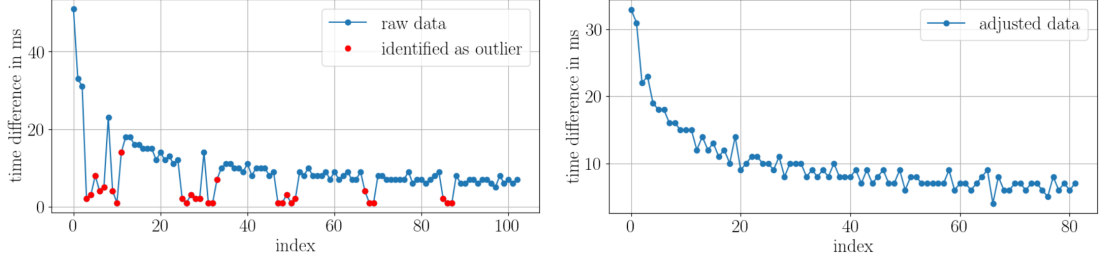 time difference in ms
40
20
0
0
20
40
60
80
100
index
raw data
identified as outlier
time difference in ms
30
20
10
0
20
40
60
80
index
adjusted data